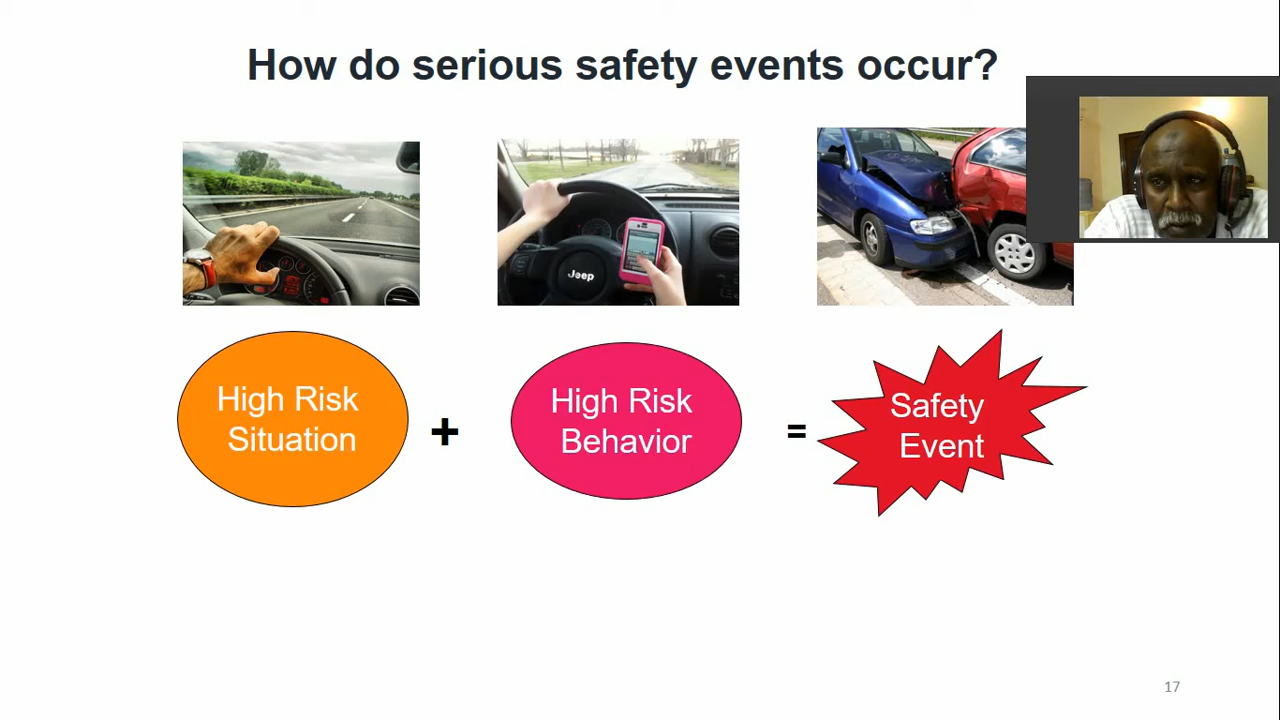 How do serious safety events occur?
Jeep
High Risk
Situation
+
High Risk
Behavior
=
Safety
Event
17